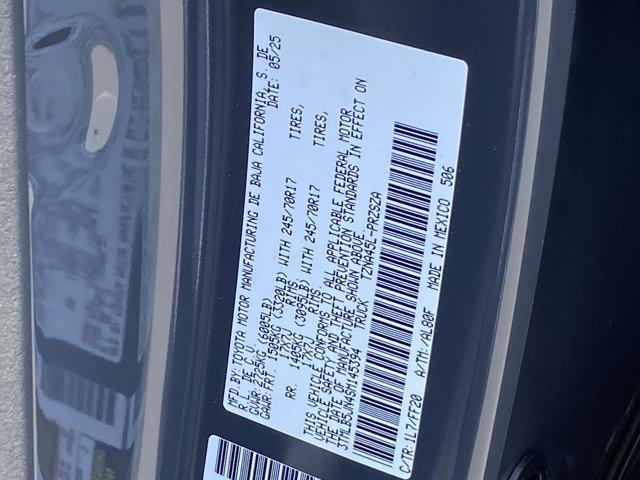 MFD.BY: TOYOTA MOTOR MANUFACTURING DE BAJA CALIFORNIA, S. DE
R.L. DE C.V. DATE: 05/25
GVWR: 2725KG (6005LB)
GAWR: FRT. 1505KG (3320LB) WITH 245/70R17 TIRES,
17X7J RIMS
RR. 1405KG (3095LB) WITH 245/70R17 TIRES,
17X7J RIMS
THIS VEHICLE CONFORMS TO ALL APPLICABLE FEDERAL MOTOR
VEHICLE SAFETY AND THEFT PREVENTION STANDARDS IN EFFECT ON
THE DATE OF MANUFACTURE SHOWN ABOVE.
3TMLB5JN4SM145394 TRUCK TZNA45L-PRZSZA
C/TR:1L7/FF20 A/TM:/AL80F MADE IN MEXICO 506